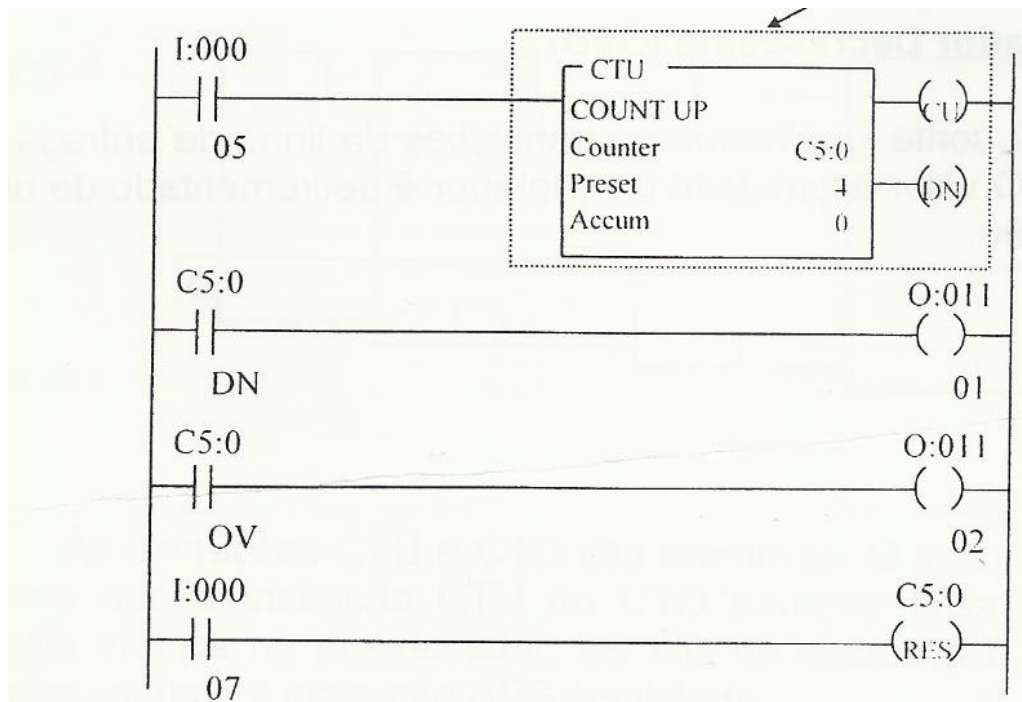 I:000
05
CTU
COUNT UP
Counter C5:0
Preset 4
Accum 0
CU
DN
C5:0
DN
O:011
01
C5:0
OV
O:011
02
I:000
07
C5:0
RES